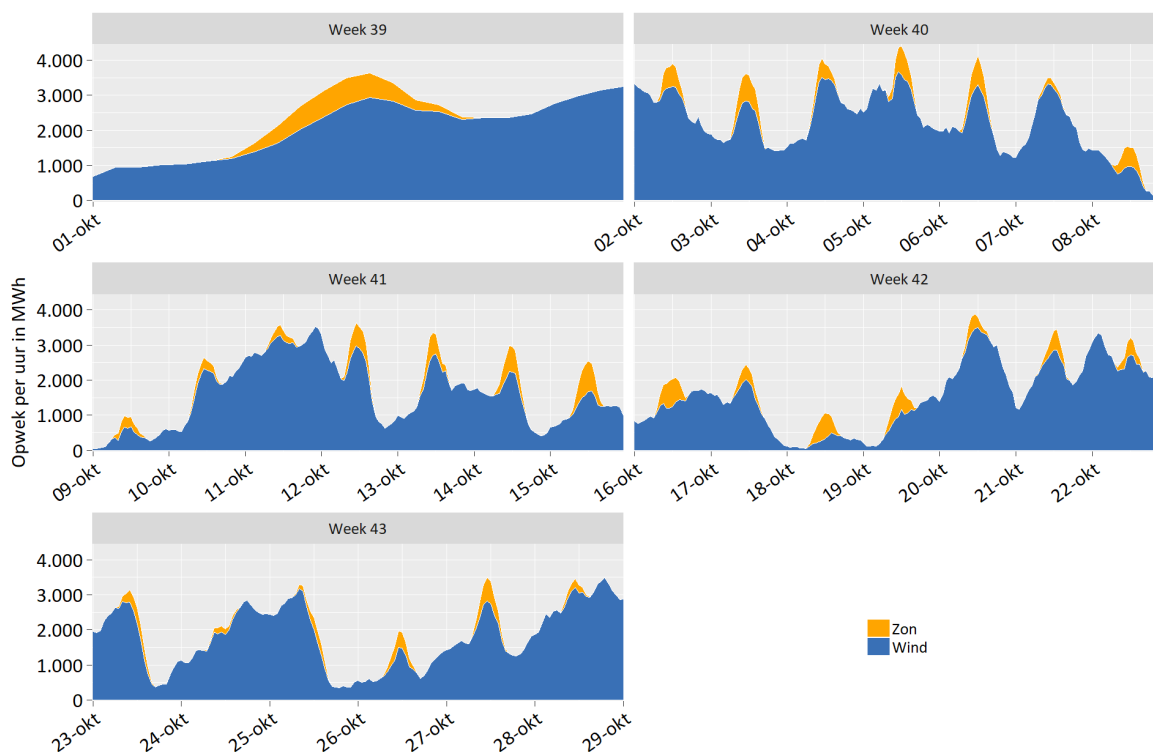 Week 39
Week 40
4.000
3.000
2.000
1.000
0
01-okt
02-okt
03-okt
04-okt
05-okt
06-okt
07-okt
08-okt
Opwek per uur in MWh
Week 41
Week 42
4.000
3.000
2.000
1.000
0
09-okt
10-okt
11-okt
12-okt
13-okt
14-okt
15-okt
16-okt
17-okt
18-okt
19-okt
20-okt
21-okt
22-okt
Week 43
4.000
3.000
2.000
1.000
0
23-okt
24-okt
25-okt
26-okt
27-okt
28-okt
29-okt
Zon
Wind